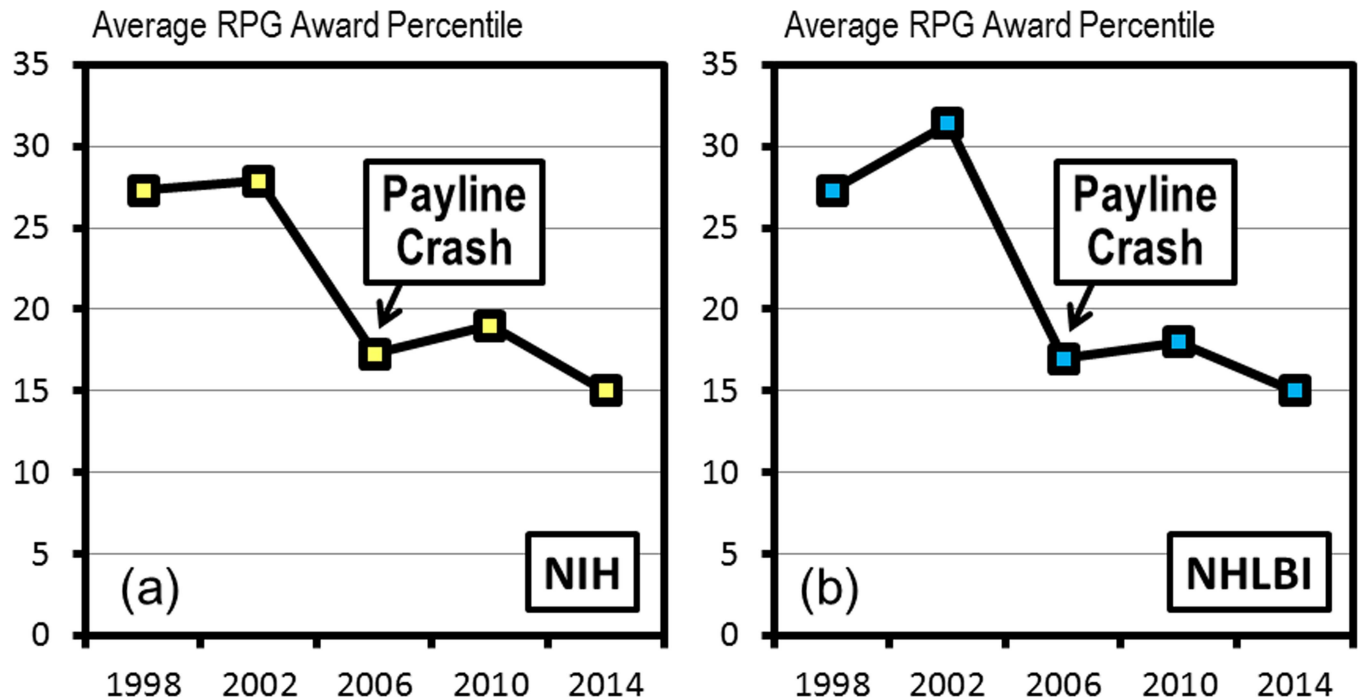 Average RPG Award Percentile
35
30
25
20
15
10
5
0
Payline
Crash
NIH
(a)
1998 2002 2006 2010 2014
Average RPG Award Percentile
35
30
25
20
15
10
5
0
Payline
Crash
NHLBI
(b)
1998 2002 2006 2010 2014